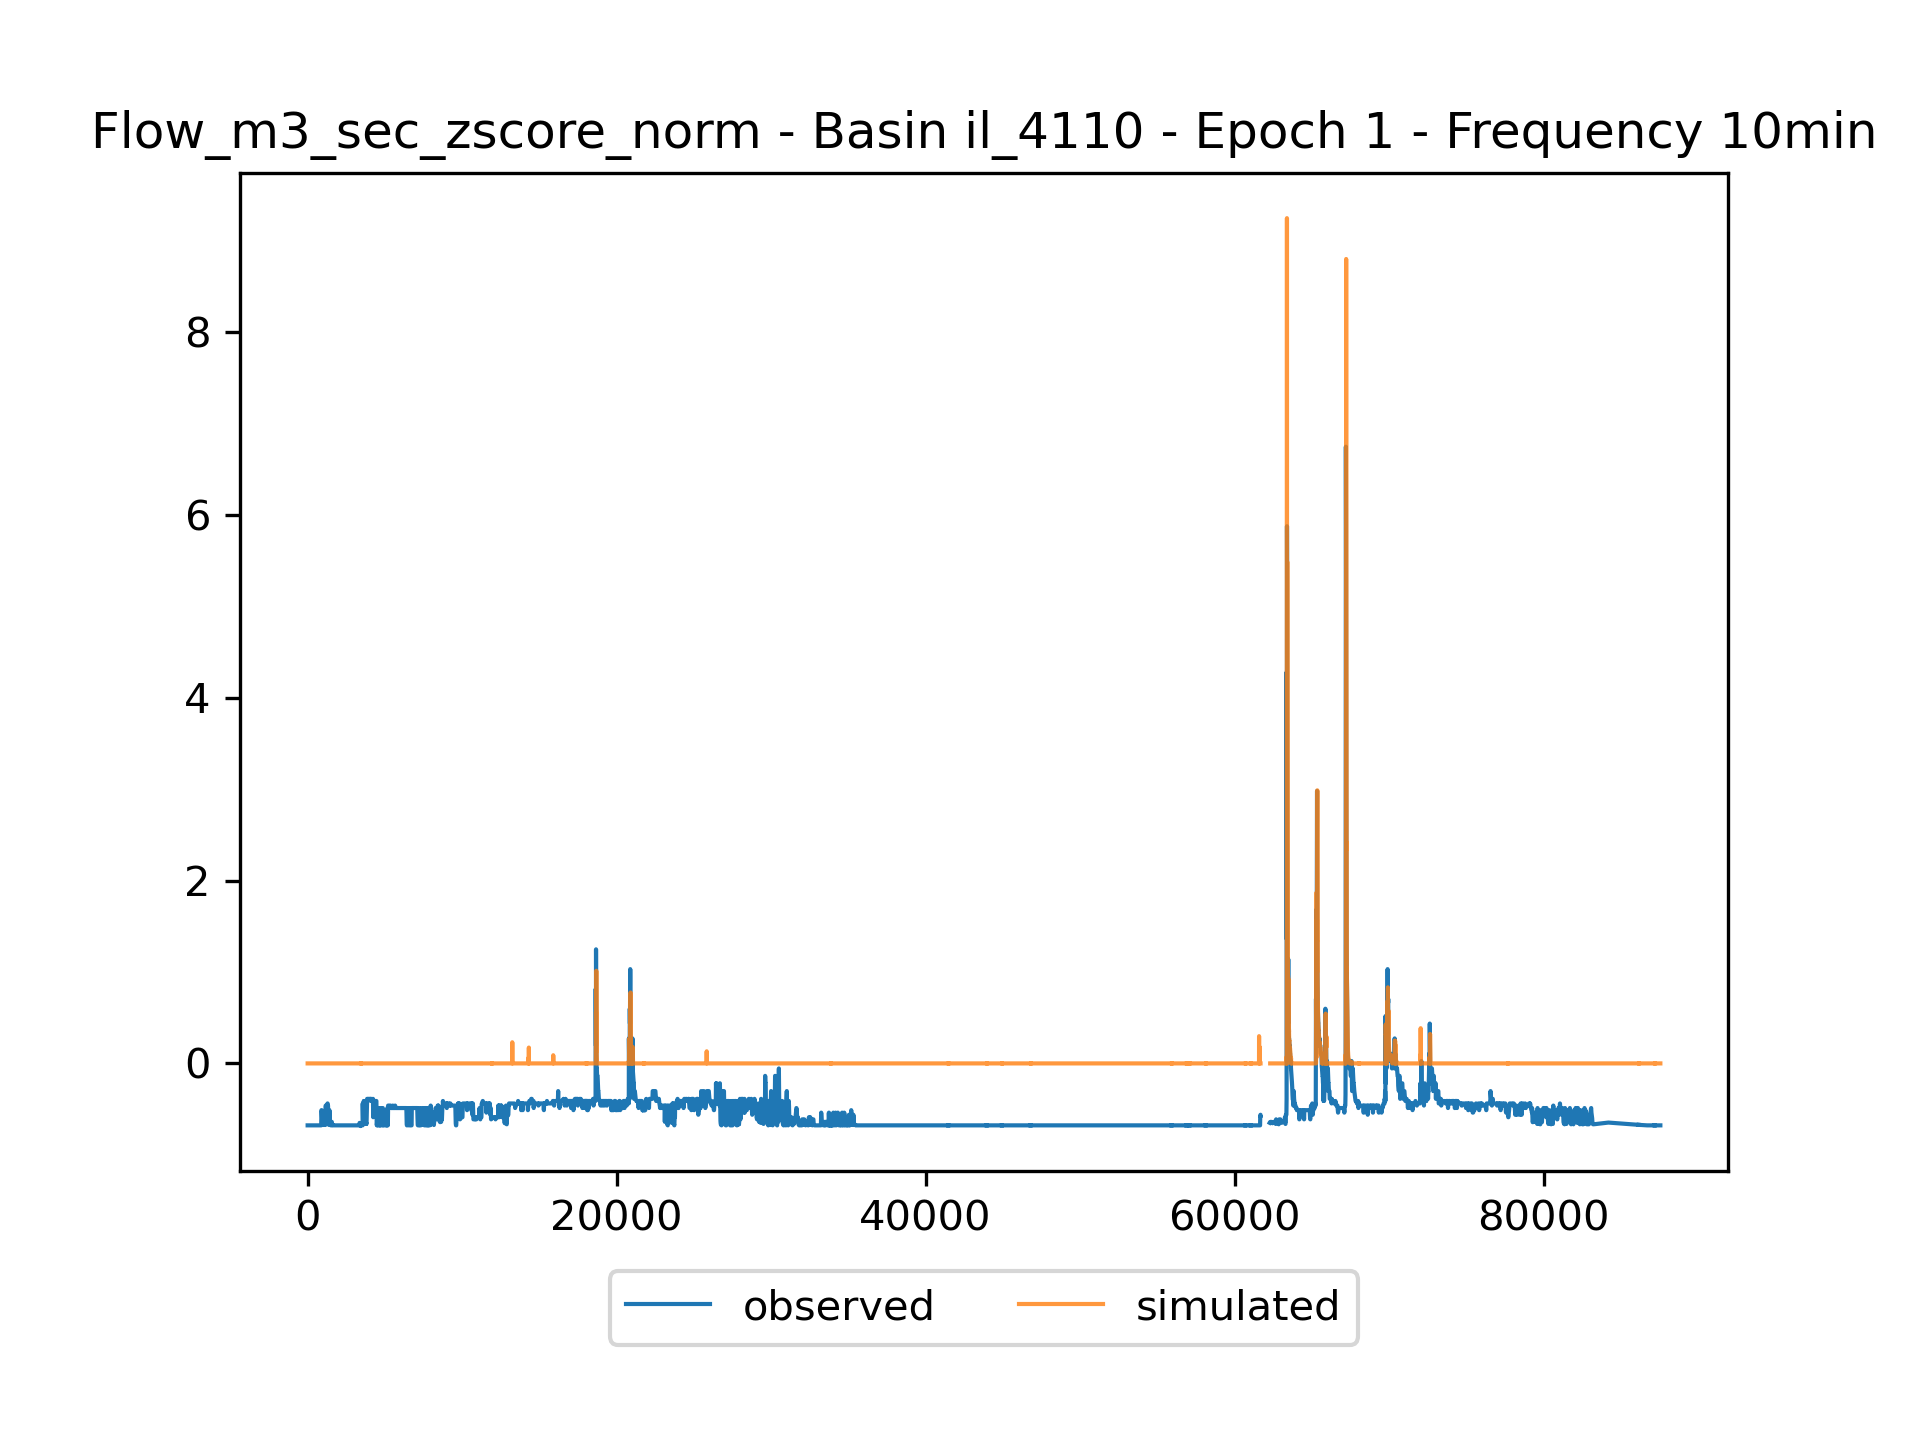 Flow_m3_sec_zscore_norm - Basin il_4110 - Epoch 1 - Frequency 10min
8
6
4
2
0
0 20000 40000 60000 80000
observed simulated